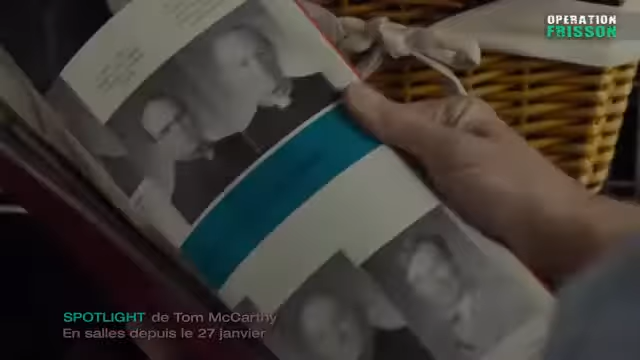 OPERATION
FRISSON
SPOTLIGHT de Tom McCarthy
En salles depuis le 27 janvier